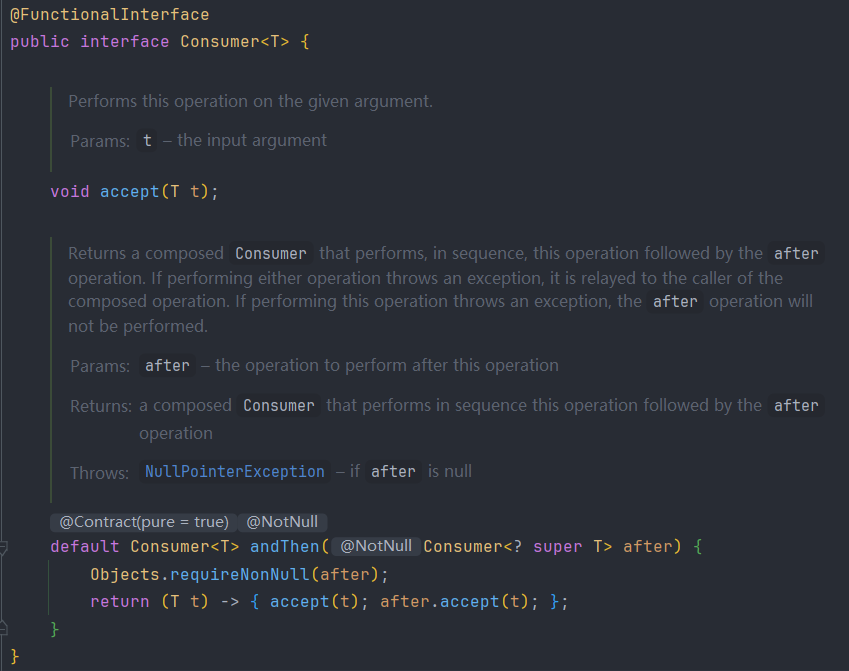 @FunctionalInterface
public interface Consumer<T> {
Performs this operation on the given argument.
Params: t – the input argument
void accept(T t);
Returns a composed Consumer that performs, in sequence, this operation followed by the after
operation. If performing either operation throws an exception, it is relayed to the caller of the
composed operation. If performing this operation throws an exception, the after operation will
not be performed.
Params: after – the operation to perform after this operation
Returns: a composed Consumer that performs in sequence this operation followed by the after
operation
Throws: NullPointerException – if after is null
@Contract(pure = true) @NotNull
default Consumer<T> andThen( @NotNull Consumer<? super T> after) {
Objects.requireNonNull(after);
return (T t) -> { accept(t); after.accept(t); };
}
}